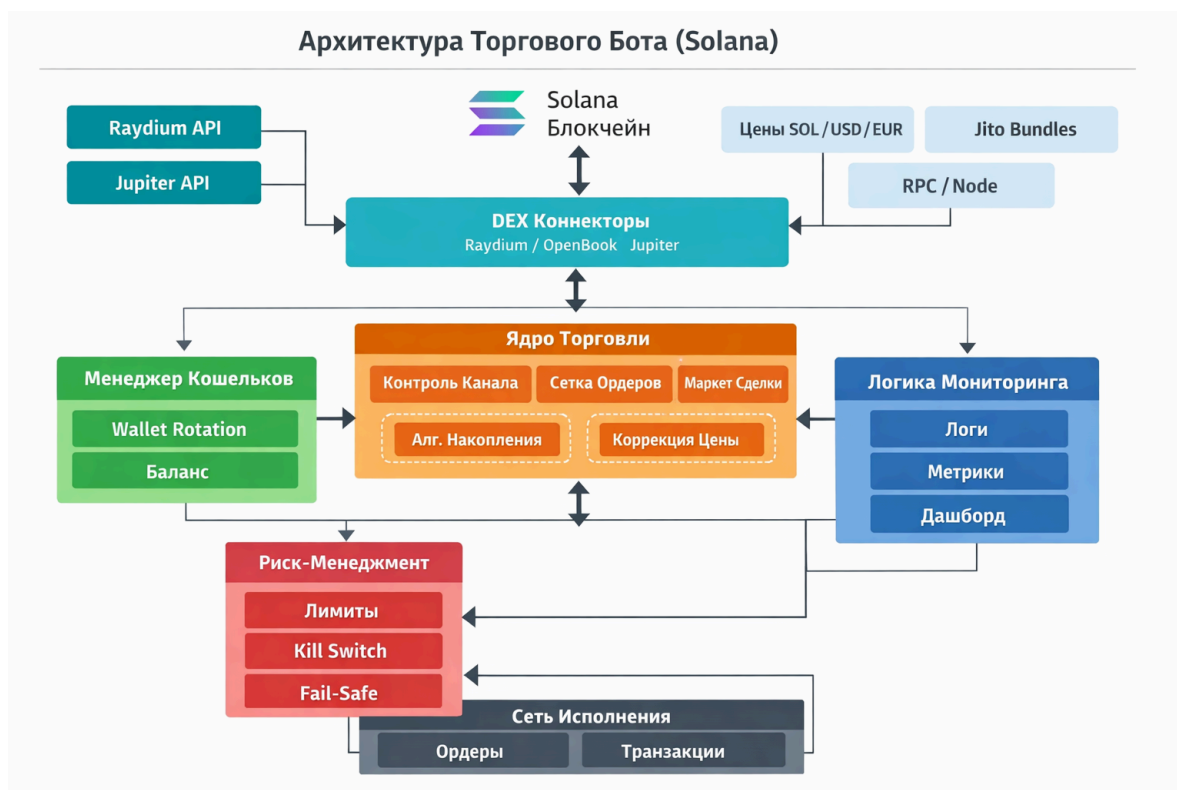 Архитектура Торгового Бота (Solana)
Raydium API
Jupiter API
Solana
Блокчейн
Цены SOL/USD/EUR
Jito Bundles
RPC / Node
DEX Коннекторы
Raydium / OpenBook Jupiter
Менеджер Кошельков
Wallet Rotation
Баланс
Ядро Торговли
Контроль Канала
Сетка Ордеров
Маркет Сделки
Алг. Накопления
Коррекция Цены
Логика Мониторинга
Логи
Метрики
Дашборд
Риск-Менеджмент
Лимиты
Kill Switch
Fail-Safe
Сеть Исполнения
Ордеры
Транзакции